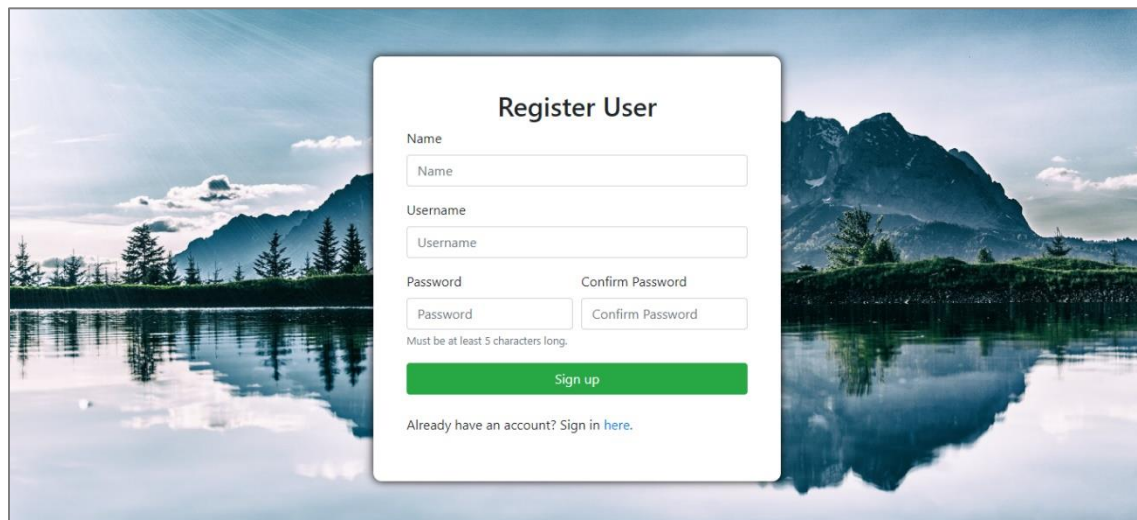 Register User
Name
Name
Username
Username
Password Confirm Password
Password Confirm Password
Must be at least 5 characters long.
Sign up
Already have an account? Sign in here.